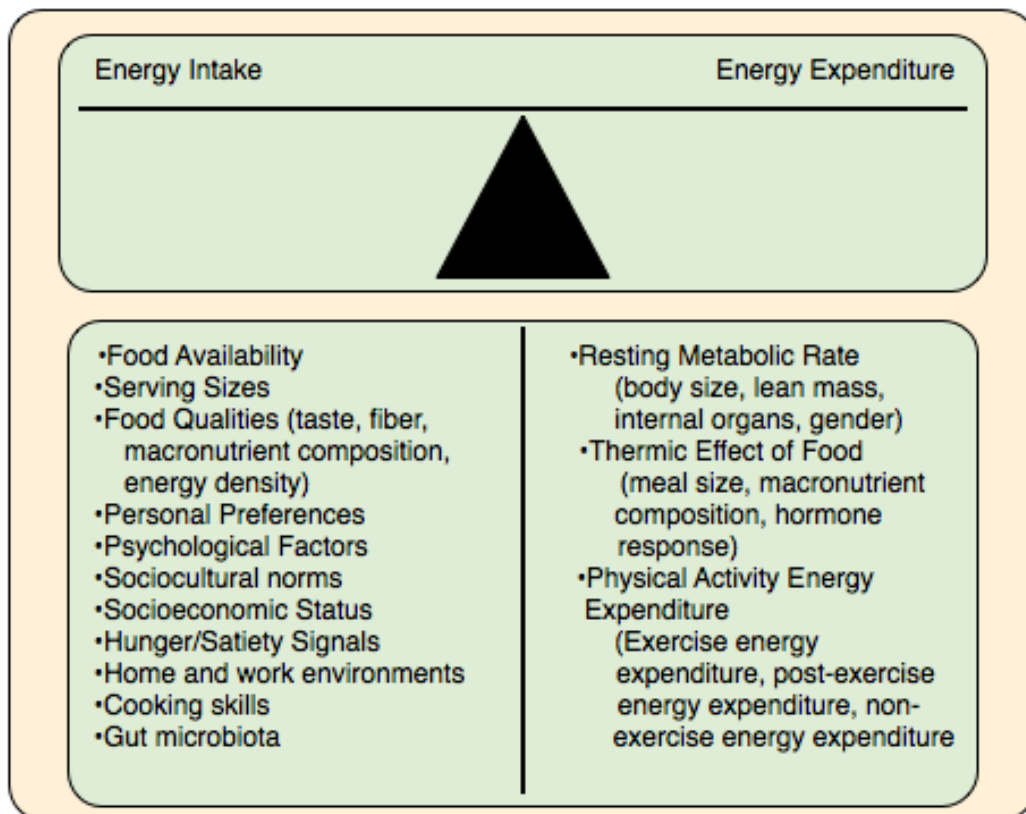 Energy Intake
Energy Expenditure
•Food Availability
•Serving Sizes
•Food Qualities (taste, fiber,
macronutrient composition,
energy density)
•Personal Preferences
•Psychological Factors
•Sociocultural norms
•Socioeconomic Status
•Hunger/Satiety Signals
•Home and work environments
•Cooking skills
•Gut microbiota
•Resting Metabolic Rate
(body size, lean mass,
internal organs, gender)
•Thermic Effect of Food
(meal size, macronutrient
composition, hormone
response)
•Physical Activity Energy
Expenditure
(Exercise energy
expenditure, post-exercise
energy expenditure, non-
exercise energy expenditure